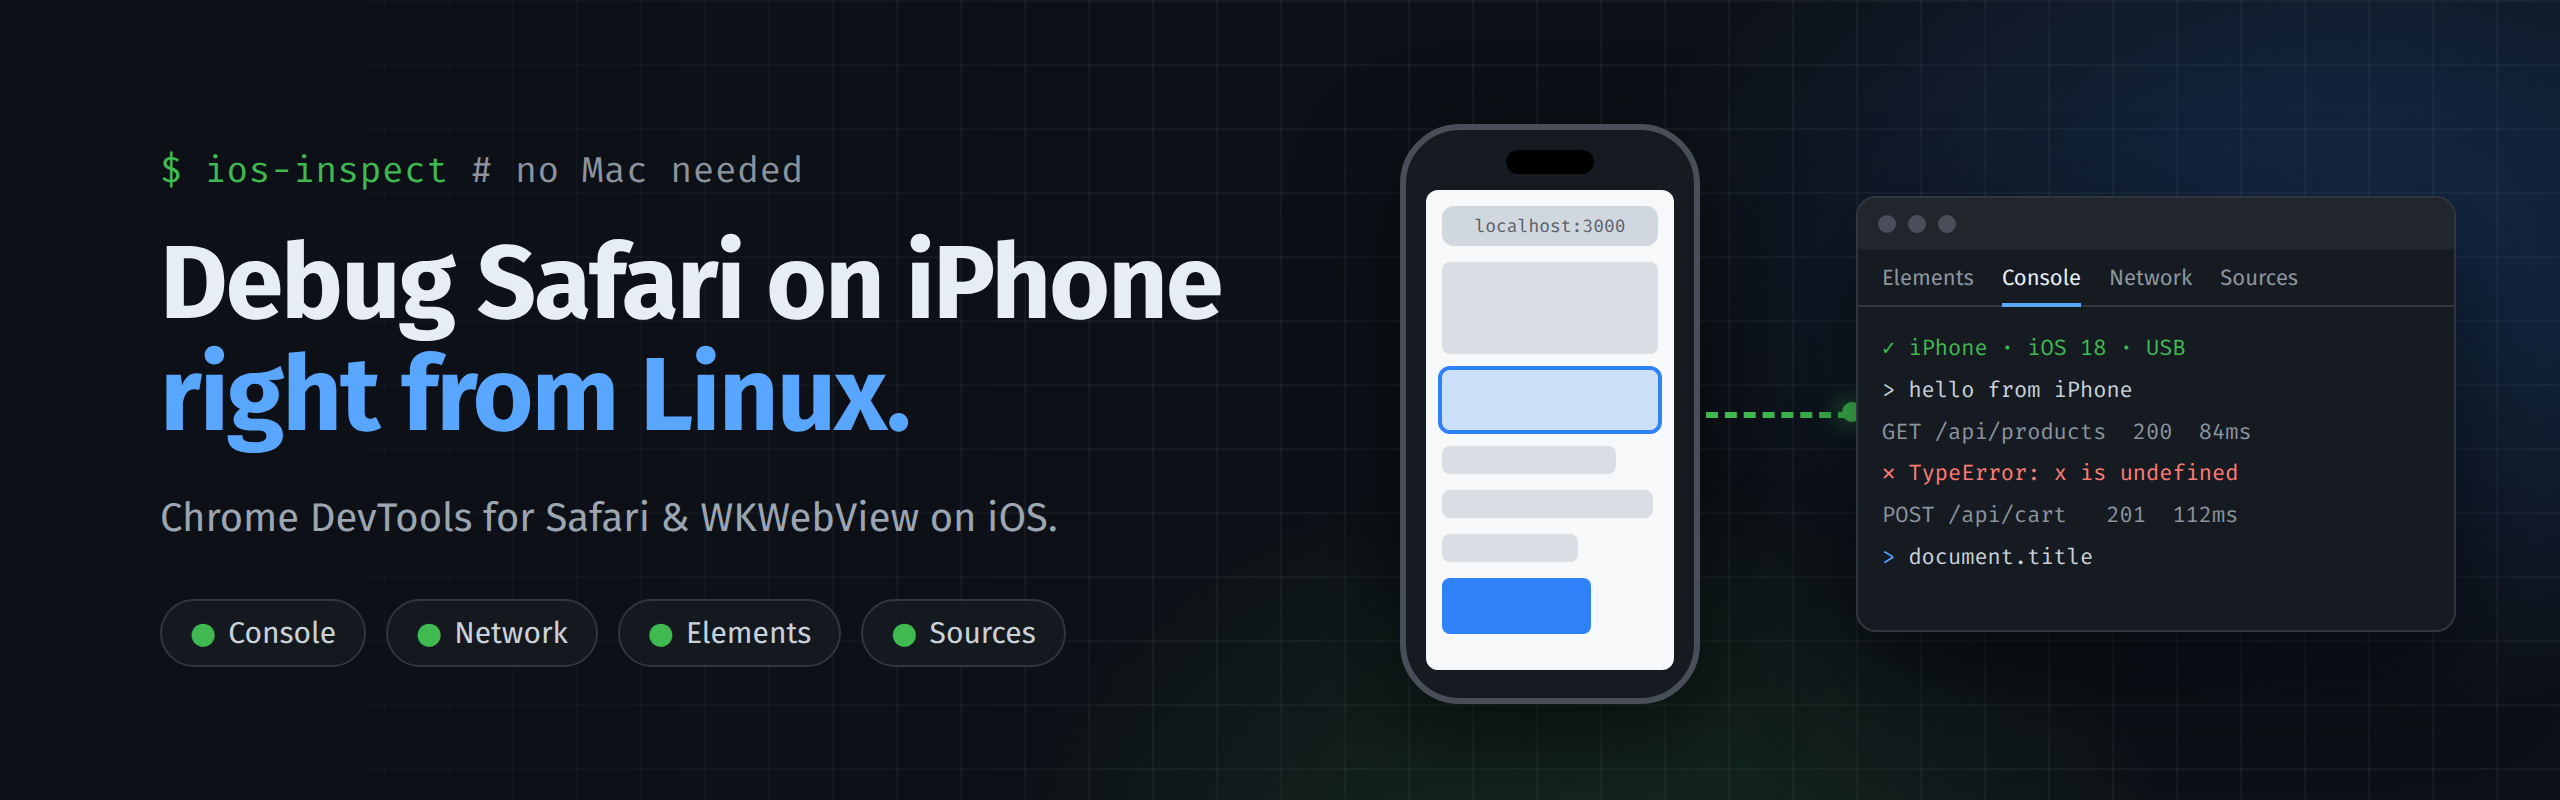 $ ios-inspect # no Mac needed
Debug Safari on iPhone
right from Linux.
Chrome DevTools for Safari & WKWebView on iOS.
Console Network Elements Sources
localhost:3000
Elements Console Network Sources
✓ iPhone · iOS 18 · USB
> hello from iPhone
GET /api/products 200 84ms
× TypeError: x is undefined
POST /api/cart 201 112ms
> document.title